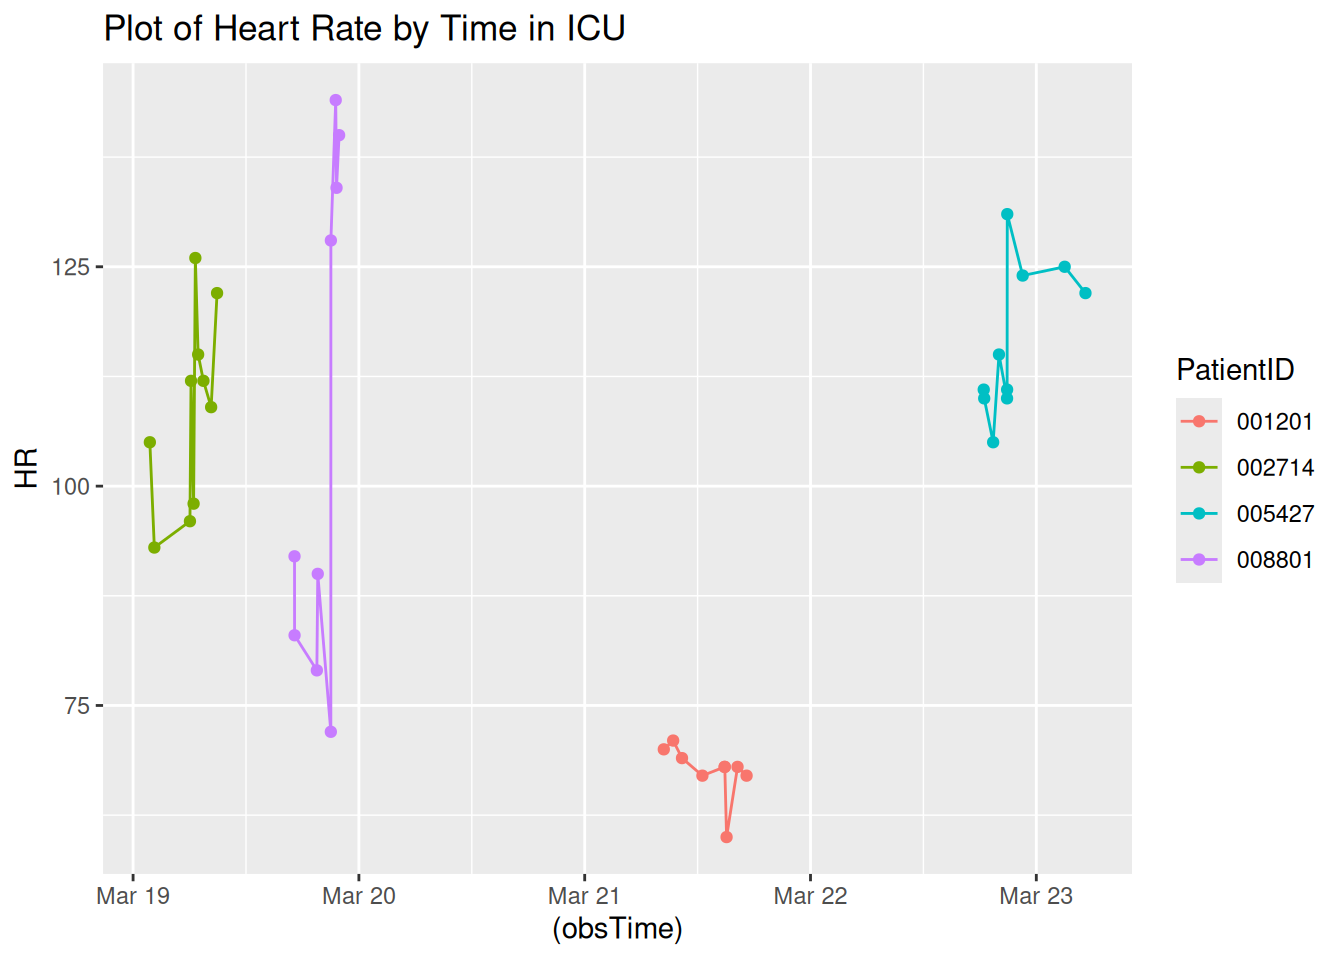 Plot of Heart Rate by Time in ICU
HR
125
100
75
Mar 19
Mar 20
Mar 21
Mar 22
Mar 23
(obsTime)
PatientID
001201
002714
005427
008801